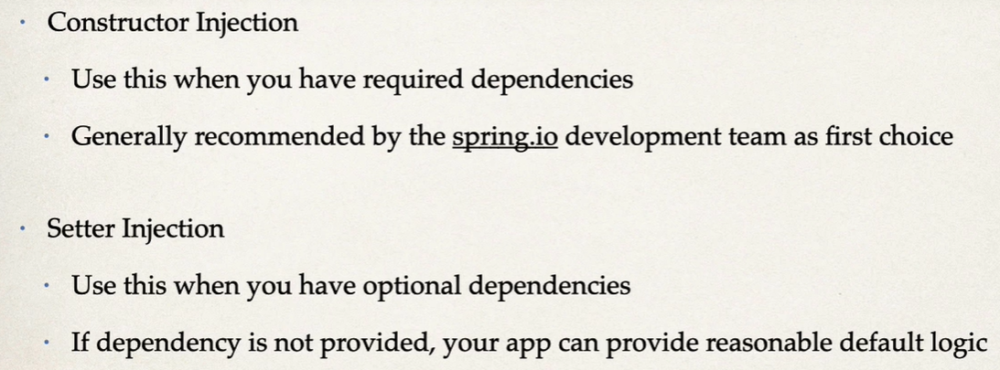 Constructor Injection
Use this when you have required dependencies
Generally recommended by the spring.io development team as first choice
Setter Injection
Use this when you have optional dependencies
If dependency is not provided, your app can provide reasonable default logic